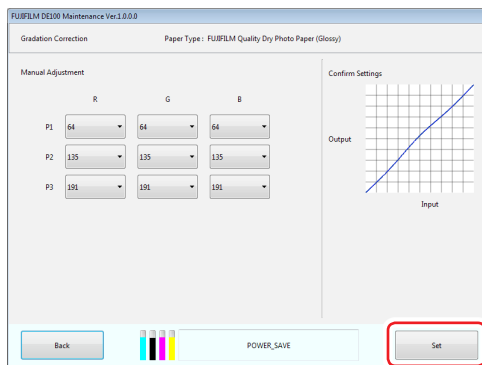 FUJIFILM DE100 Maintenance Ver.1.0.0.0
Gradation Correction Paper Type : FUJIFILM Quality Dry Photo Paper (Glossy)
Manual Adjustment Confirm Settings
R G B
P1 64 64 64
Output
P2 135 135 135
P3 191 191 191
Input
Back POWER_SAVE Set